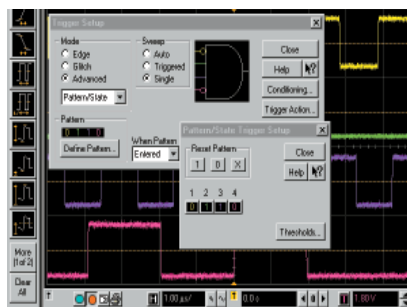 Trigger Setup
Mode
Edge
Glitch
Advanced
Pattern/State
Sweep
Auto
Triggered
Single
Close
Help
Conditioning...
Trigger Action...
Pattern
0 1 1 0
Define Pattern...
When Pattern
Entered
Pattern/State Trigger Setup
Reset Pattern
1 0 X
Close
Help
1 2 3 4
0 1 1 0
Thresholds...
More
(1of 2)
Clear
All
H 1.00 µs/
T 0.0 s
T 1.80 V